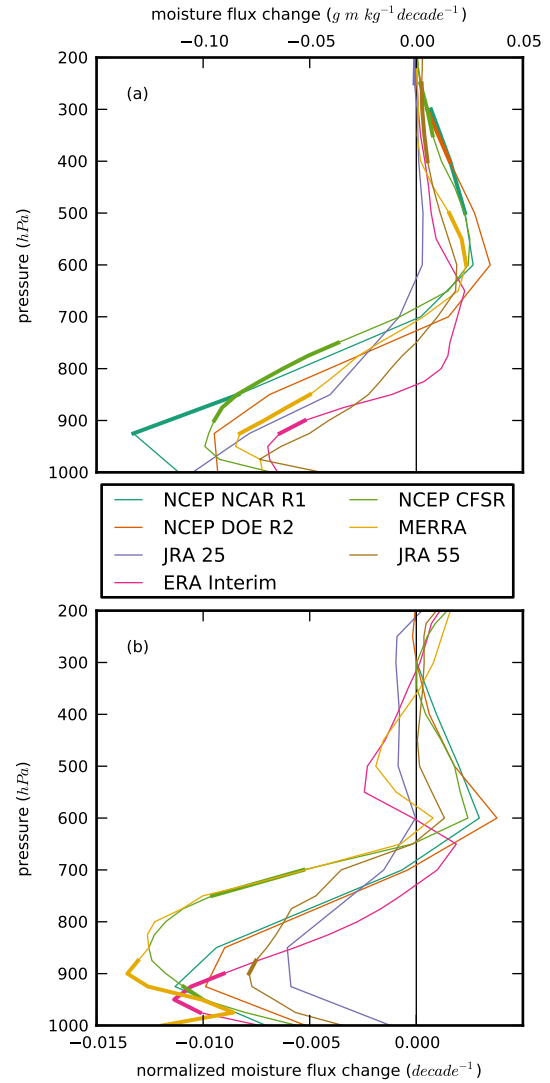 moisture flux change (g m kg⁻¹ decade⁻¹)
−0.10 −0.05 0.00 0.05
200
(a)
300
400
500
600
700
800
900
1000
pressure (hPa)
NCEP NCAR R1 NCEP CFSR
NCEP DOE R2 MERRA
JRA 25 JRA 55
ERA Interim
200
(b)
300
400
500
600
700
800
900
1000
pressure (hPa)
−0.015 −0.010 −0.005 0.000
normalized moisture flux change (decade⁻¹)